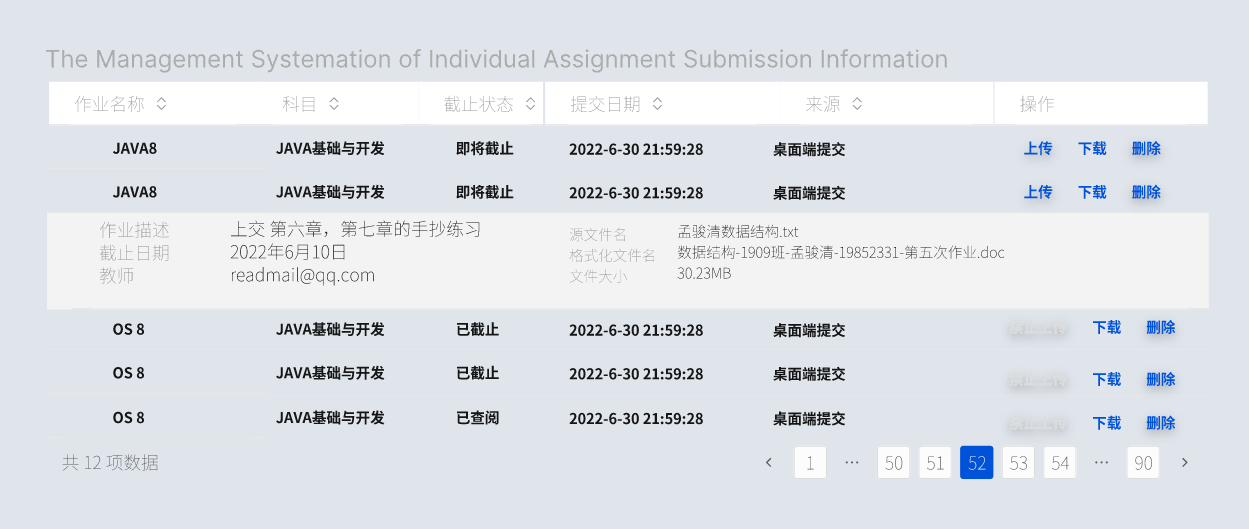 The Management Systemation of Individual Assignment Submission Information
作业名称 科目 截止状态 提交日期 来源 操作
JAVA8 JAVA基础与开发 即将截止 2022-6-30 21:59:28 桌面端提交 上传 下载 删除
JAVA8 JAVA基础与开发 即将截止 2022-6-30 21:59:28 桌面端提交 上传 下载 删除
作业描述 上交 第六章，第七章的手抄练习 源文件名 孟骏清数据结构.txt
截止日期 2022年6月10日 格式化文件名 数据结构-1909班-孟骏清-19852331-第五次作业.doc
教师 readmail@qq.com 文件大小 30.23MB
OS 8 JAVA基础与开发 已截止 2022-6-30 21:59:28 桌面端提交 禁止上传 下载 删除
OS 8 JAVA基础与开发 已截止 2022-6-30 21:59:28 桌面端提交 禁止上传 下载 删除
OS 8 JAVA基础与开发 已查阅 2022-6-30 21:59:28 桌面端提交 禁止上传 下载 删除
共 12 项数据 1 ··· 50 51 52 53 54 ··· 90